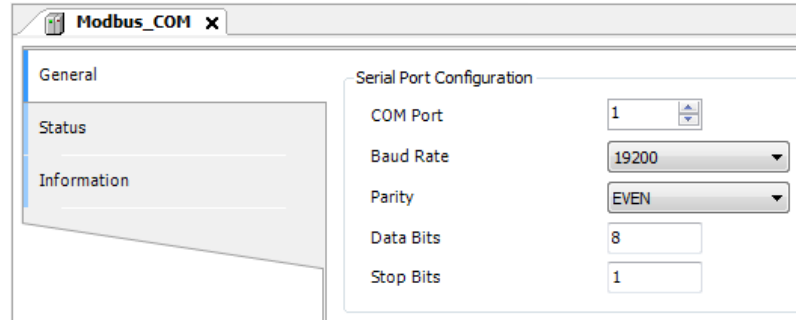 Modbus_COM x
General
Serial Port Configuration
COM Port 1
Status
Baud Rate 19200
Information
Parity EVEN
Data Bits 8
Stop Bits 1